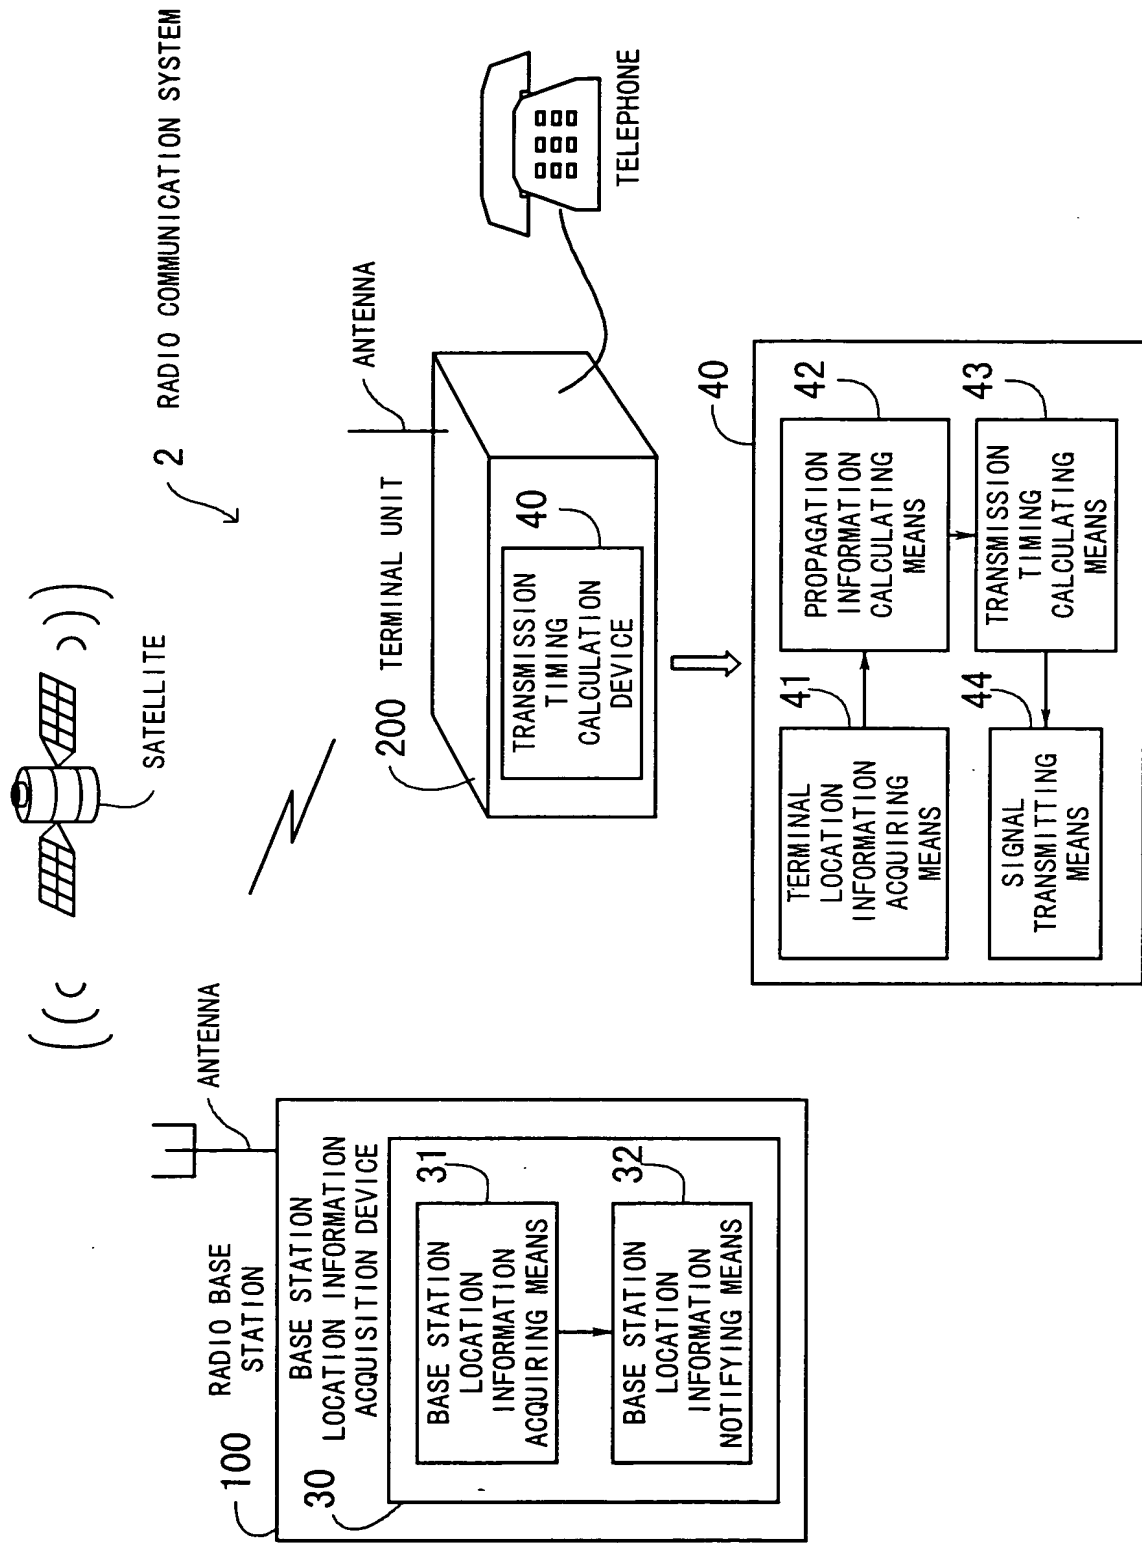 2 RADIO COMMUNICATION SYSTEM
SATELLITE
ANTENNA
100 RADIO BASE
STATION
BASE STATION
LOCATION INFORMATION
ACQUISITION DEVICE
30
BASE STATION
LOCATION
INFORMATION
ACQUIRING MEANS
31
BASE STATION
LOCATION
INFORMATION
NOTIFYING MEANS
32
200 TERMINAL UNIT
ANTENNA
TRANSMISSION
TIMING
CALCULATION
DEVICE
40
TELEPHONE
40
TERMINAL
LOCATION
INFORMATION
ACQUIRING
MEANS
41
PROPAGATION
INFORMATION
CALCULATING
MEANS
42
SIGNAL
TRANSMITTING
MEANS
44
TRANSMISSION
TIMING
CALCULATING
MEANS
43